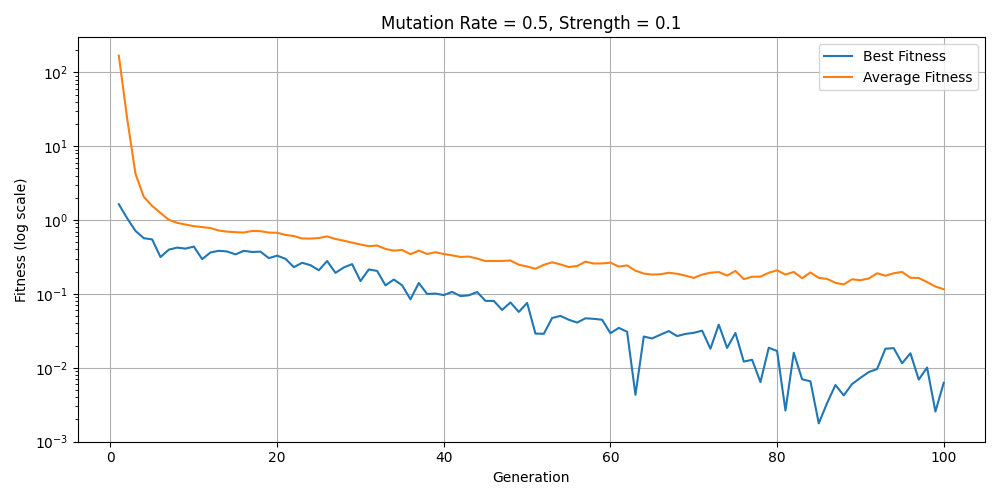 Mutation Rate = 0.5, Strength = 0.1
Best Fitness
Average Fitness
Fitness (log scale)
10²
10¹
10⁰
10⁻¹
10⁻²
10⁻³
0 20 40 60 80 100
Generation